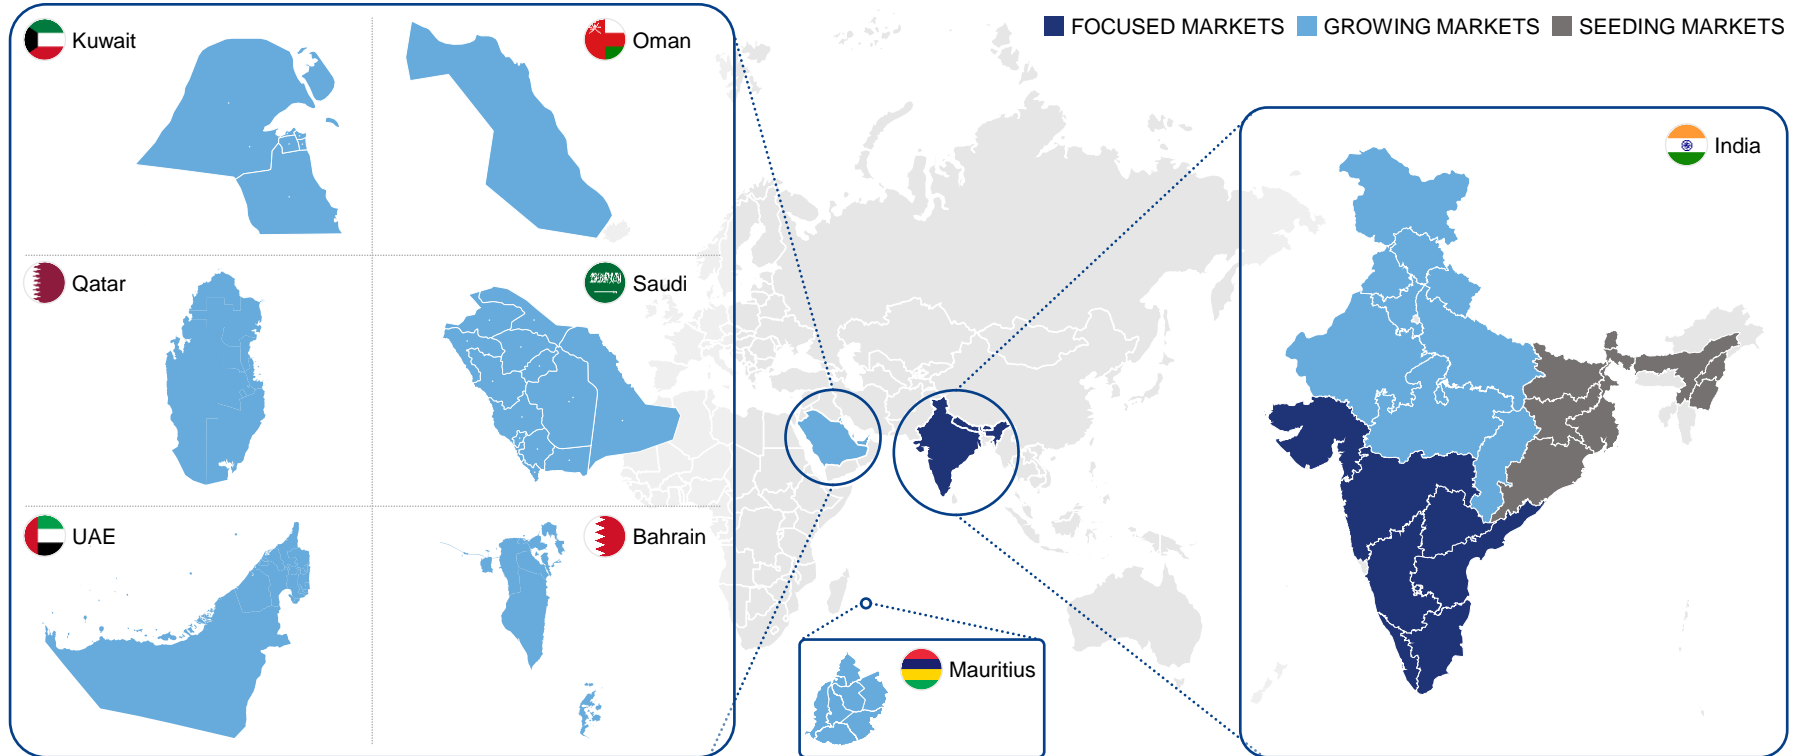 FOCUSED MARKETS GROWING MARKETS SEEDING MARKETS
Kuwait
Oman
Qatar
Saudi
UAE
Bahrain
Mauritius
India